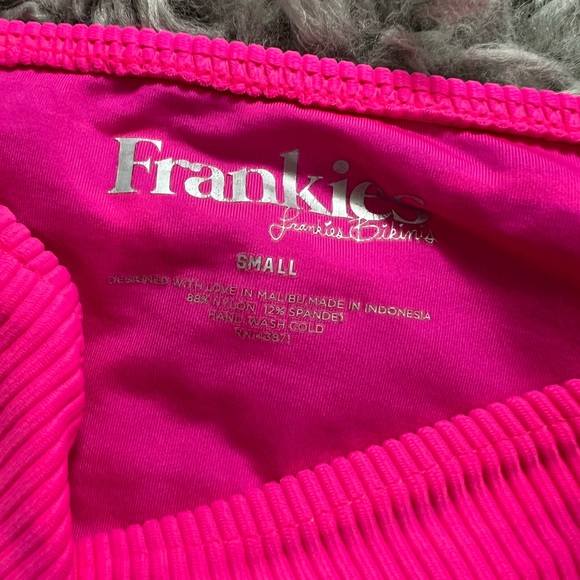 Frankies
Frankies Bikinis
SMALL
DESIGNED WITH LOVE IN MALIBU MADE IN INDONESIA
88% NYLON 12% SPANDEX
HAND WASH COLD